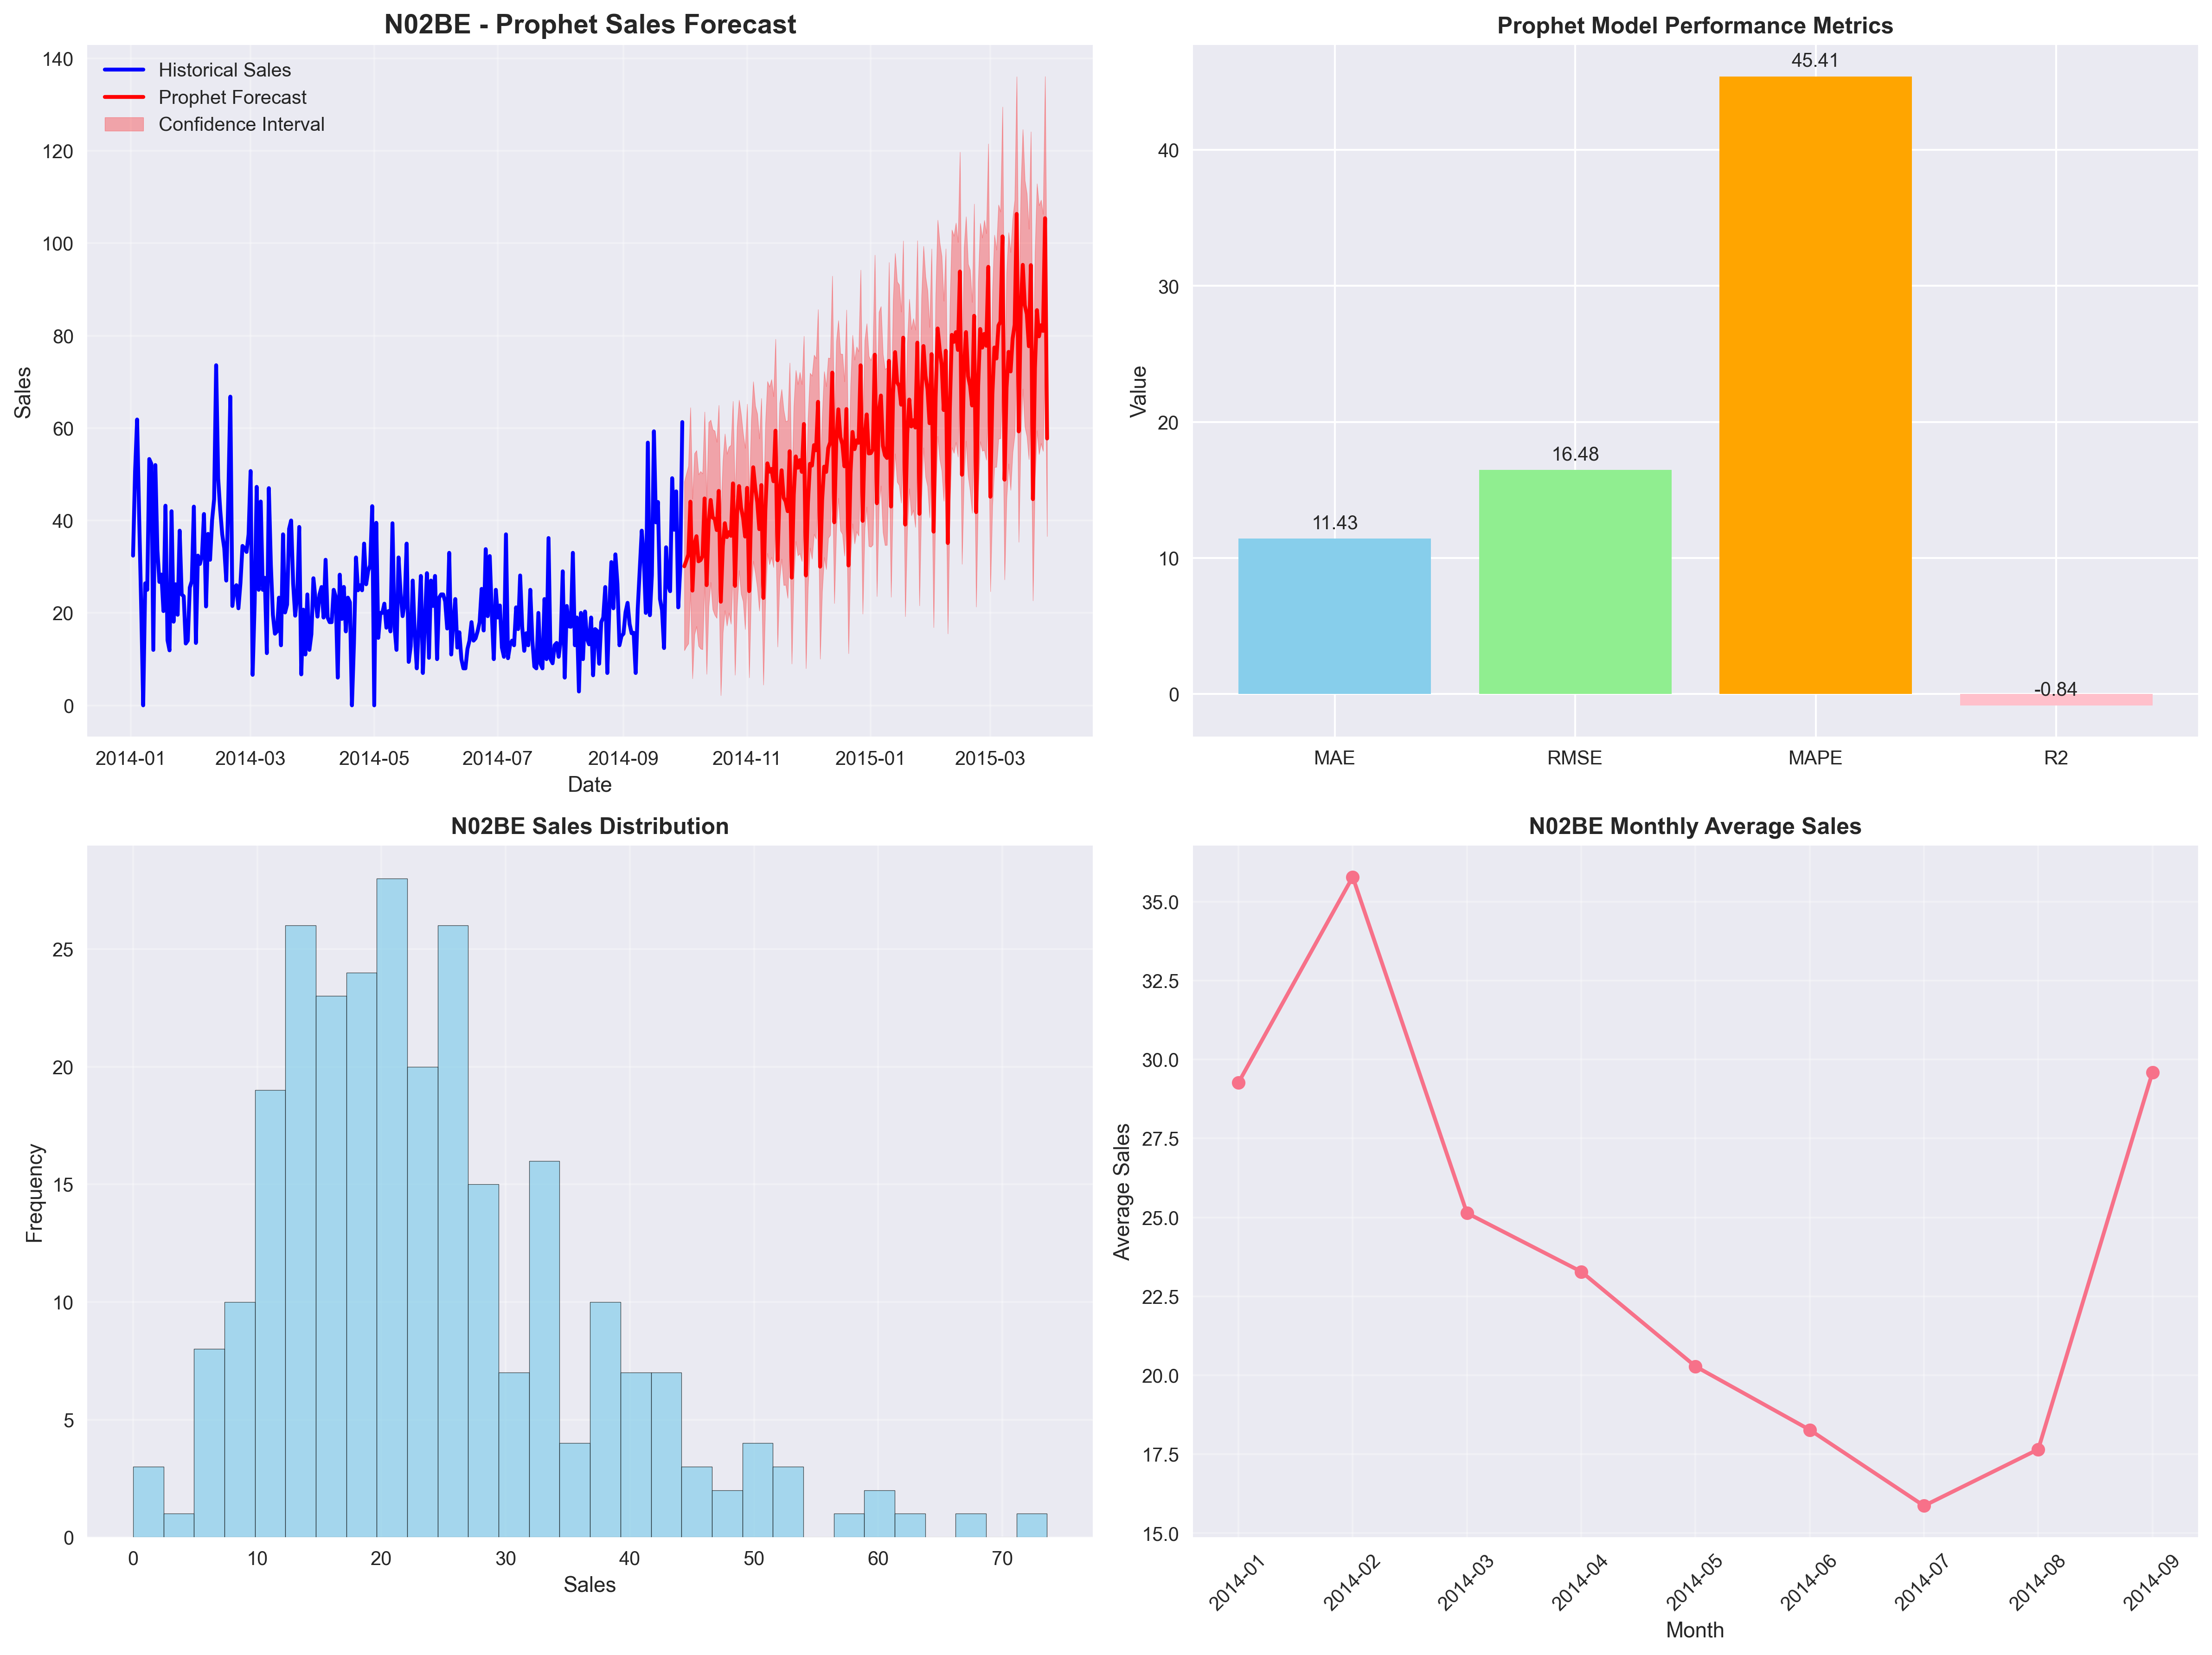 N02BE - Prophet Sales Forecast
Historical Sales
Prophet Forecast
Confidence Interval
Sales
140
120
100
80
60
40
20
0
2014-01 2014-03 2014-05 2014-07 2014-09 2014-11 2015-01 2015-03
Date
Prophet Model Performance Metrics
Value
40
30
20
10
0
11.43
16.48
45.41
-0.84
MAE RMSE MAPE R2
N02BE Sales Distribution
Frequency
25
20
15
10
5
0
0 10 20 30 40 50 60 70
Sales
N02BE Monthly Average Sales
Average Sales
35.0
32.5
30.0
27.5
25.0
22.5
20.0
17.5
15.0
2014-01 2014-02 2014-03 2014-04 2014-05 2014-06 2014-07 2014-08 2014-09
Month